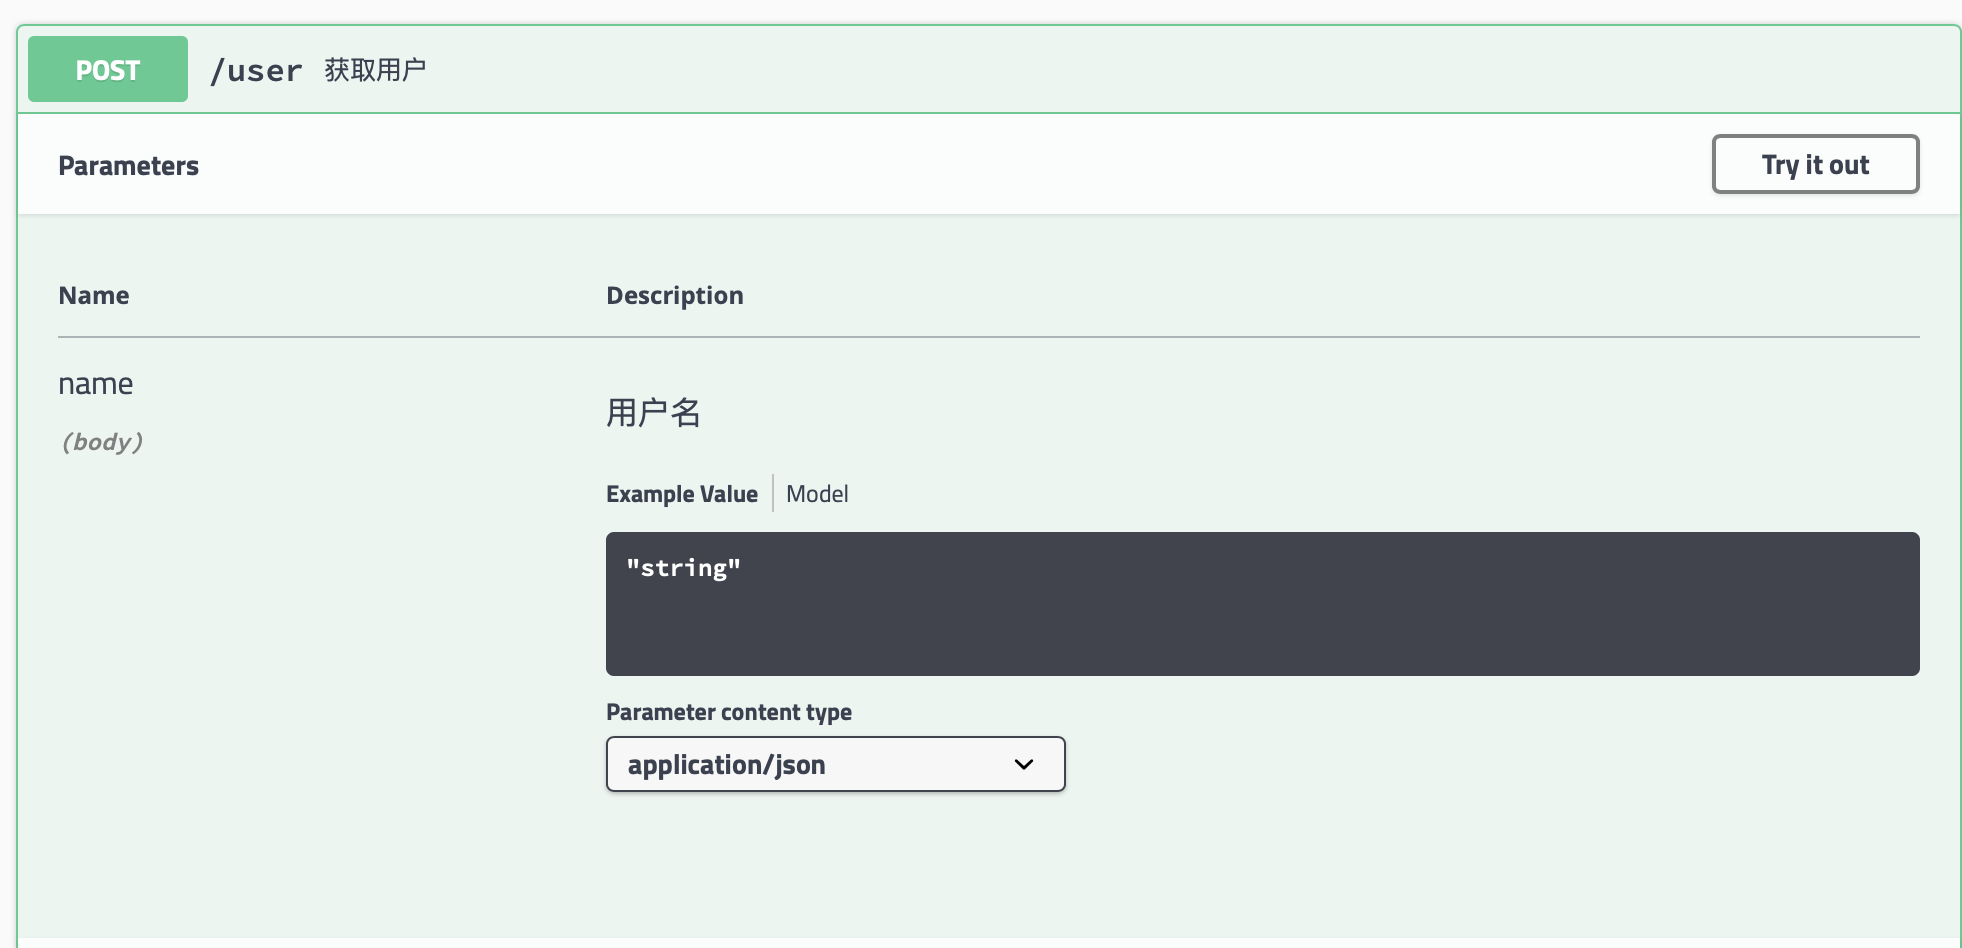 POST /user 获取用户
Parameters Try it out
Name Description
name
用户名
(body)
Example Value Model
"string"
Parameter content type
application/json